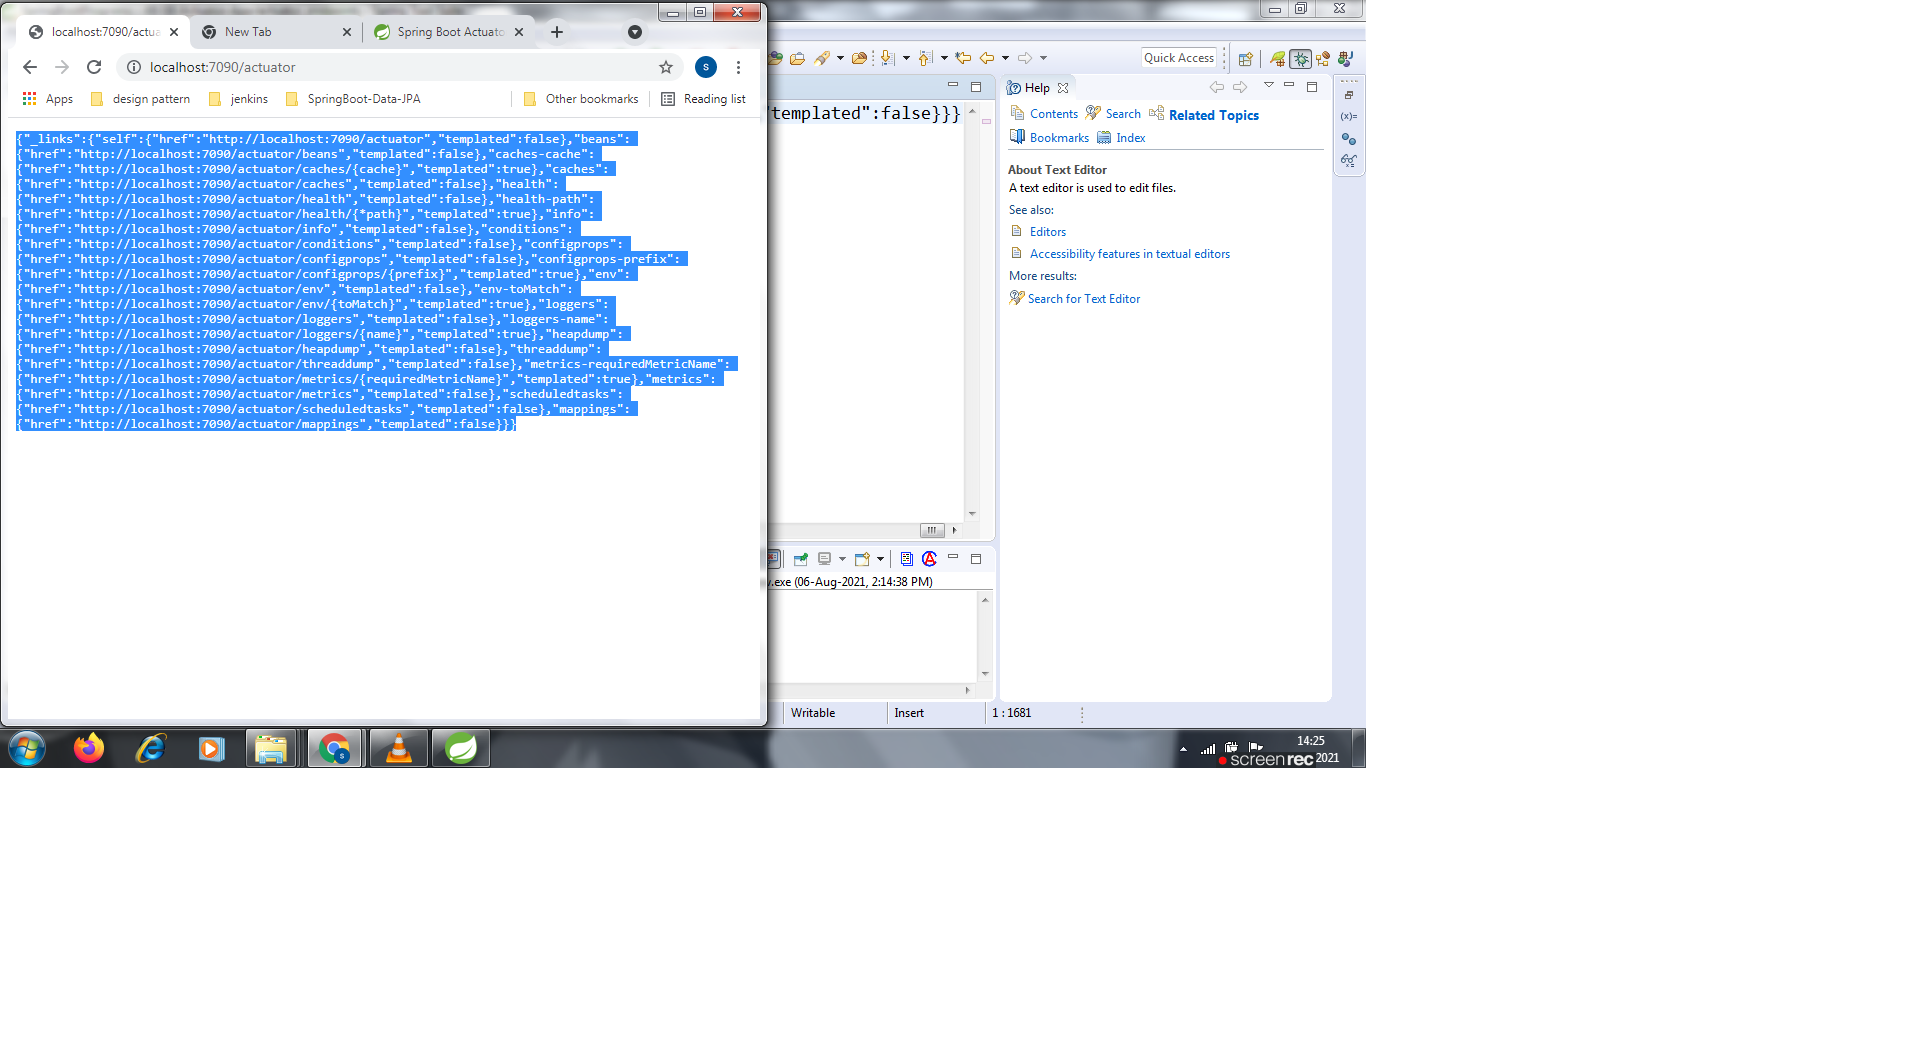 localhost:7090/actua
New Tab
Spring Boot Actuato
localhost:7090/actuator
S
Apps
design pattern
jenkins
SpringBoot-Data-JPA
Other bookmarks
Reading list
{"_links":{"self":{"href":"http://localhost:7090/actuator","templated":false},"beans":
{"href":"http://localhost:7090/actuator/beans","templated":false},"caches-cache":
{"href":"http://localhost:7090/actuator/caches/{cache}","templated":true},"caches":
{"href":"http://localhost:7090/actuator/caches","templated":false},"health":
{"href":"http://localhost:7090/actuator/health","templated":false},"health-path":
{"href":"http://localhost:7090/actuator/health/{*path}","templated":true},"info":
{"href":"http://localhost:7090/actuator/info","templated":false},"conditions":
{"href":"http://localhost:7090/actuator/conditions","templated":false},"configprops":
{"href":"http://localhost:7090/actuator/configprops","templated":false},"configprops-prefix":
{"href":"http://localhost:7090/actuator/configprops/{prefix}","templated":true},"env":
{"href":"http://localhost:7090/actuator/env","templated":false},"env-toMatch":
{"href":"http://localhost:7090/actuator/env/{toMatch}","templated":true},"loggers":
{"href":"http://localhost:7090/actuator/loggers","templated":false},"loggers-name":
{"href":"http://localhost:7090/actuator/loggers/{name}","templated":true},"heapdump":
{"href":"http://localhost:7090/actuator/heapdump","templated":false},"threaddump":
{"href":"http://localhost:7090/actuator/threaddump","templated":false},"metrics-requiredMetricName":
{"href":"http://localhost:7090/actuator/metrics/{requiredMetricName}","templated":true},"metrics":
{"href":"http://localhost:7090/actuator/metrics","templated":false},"scheduledtasks":
{"href":"http://localhost:7090/actuator/scheduledtasks","templated":false},"mappings":
{"href":"http://localhost:7090/actuator/mappings","templated":false}}}
Quick Access
templated":false}}}
Help
Contents
Search
Related Topics
Bookmarks
Index
About Text Editor
A text editor is used to edit files.
See also:
Editors
Accessibility features in textual editors
More results:
Search for Text Editor
(x)=
.exe (06-Aug-2021, 2:14:38 PM)
Writable
Insert
1 : 1681
14:25
screenrec
2021